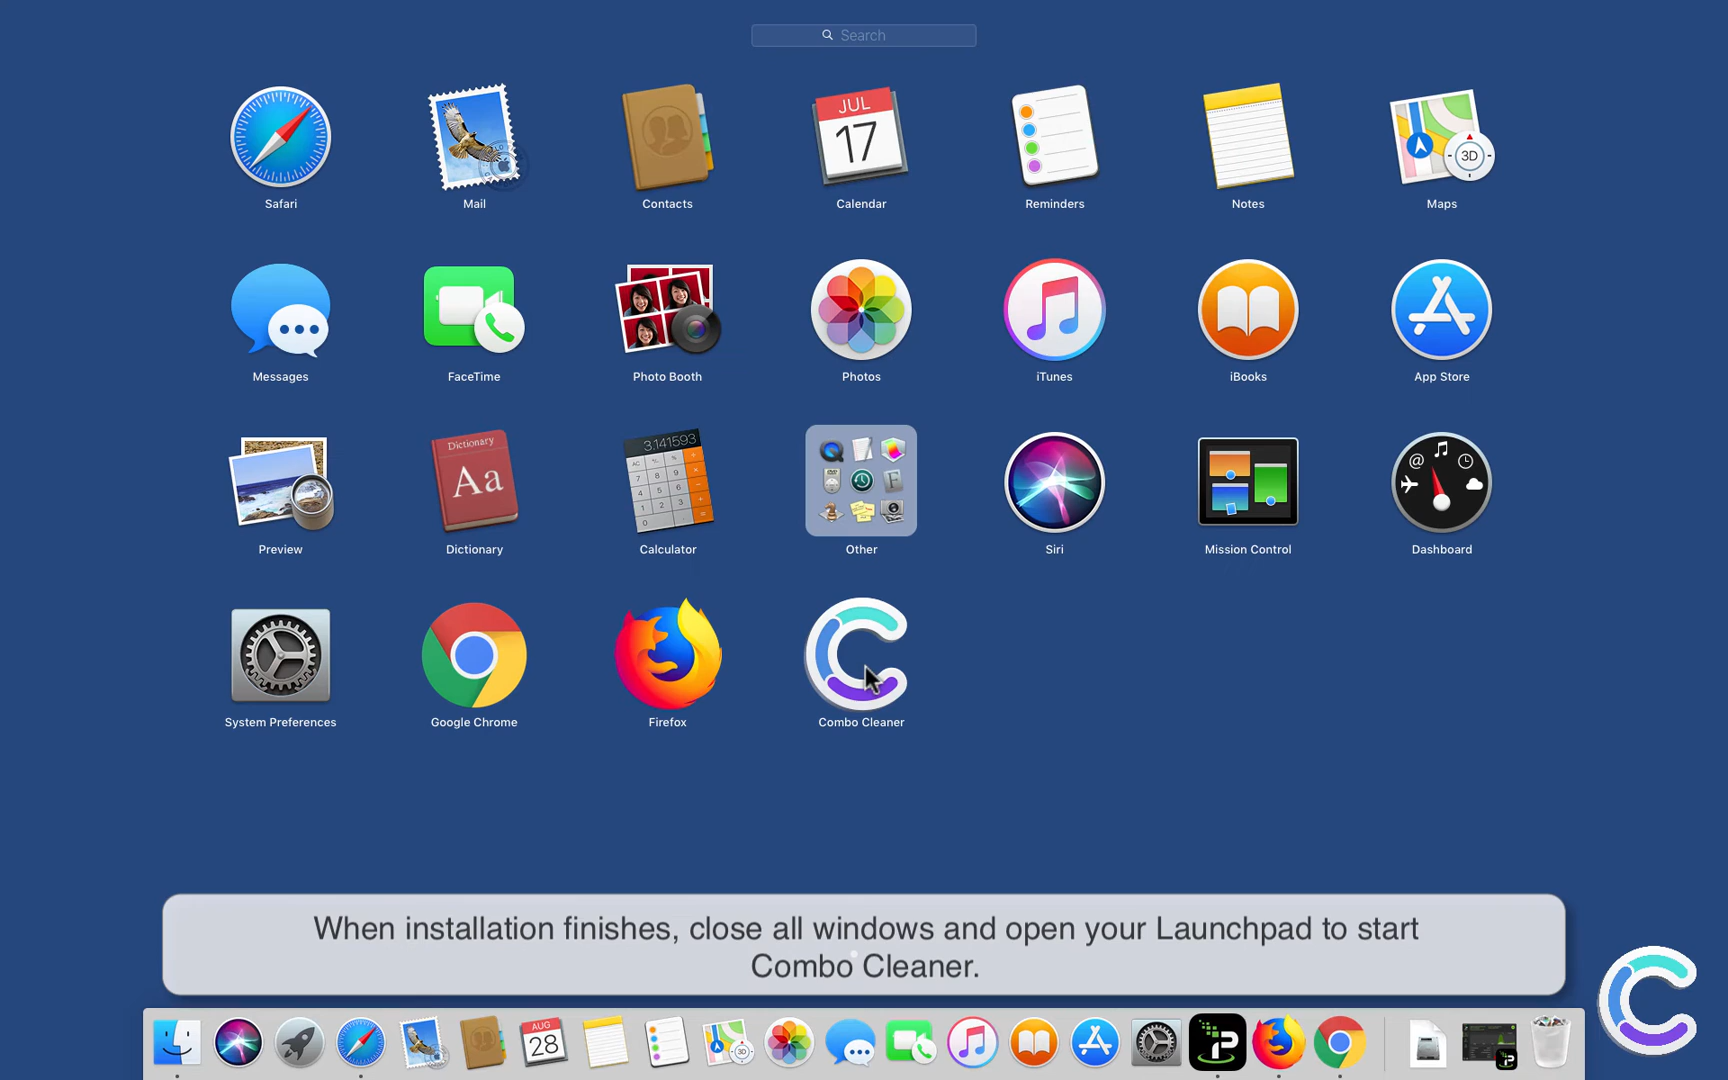 Search
JUL
17
3D
Safari
Mail
Contacts
Calendar
Reminders
Notes
Maps
Messages
FaceTime
Photo Booth
Photos
iTunes
iBooks
App Store
Dictionary
Aa
3.141593
Preview
Dictionary
Calculator
Other
Siri
Mission Control
Dashboard
System Preferences
Google Chrome
Firefox
Combo Cleaner
When installation finishes, close all windows and open your Launchpad to start
Combo Cleaner.
AUG
28
3D